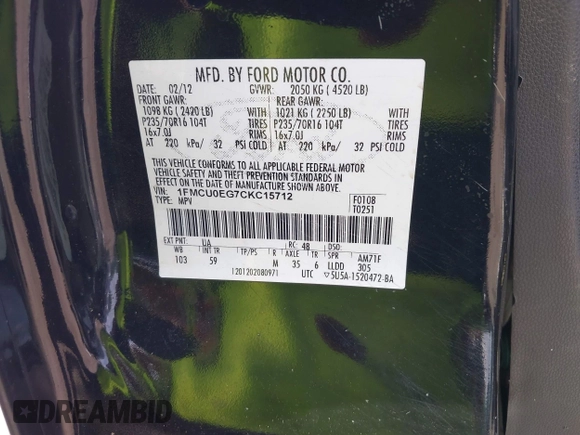 MFD. BY FORD MOTOR CO.
DATE: 02/12 GVWR: 2050 KG ( 4520 LB)
FRONT GAWR: REAR GAWR:
1098 KG ( 2420 LB) WITH 1021 KG ( 2250 LB) WITH
P235/70R16 104T TIRES P235/70R16 104T TIRES
16x7.0J RIMS 16x7.0J RIMS
AT 220 kPa/ 32 PSI COLD AT 220 kPa/ 32 PSI COLD
THIS VEHICLE CONFORMS TO ALL APPLICABLE FEDERAL MOTOR
VEHICLE SAFETY AND THEFT PREVENTION STANDARDS IN
EFFECT ON THE DATE OF MANUFACTURE SHOWN ABOVE.
VIN: 1FMCU0EG7CKC15712 F0108
TYPE: MPV T0251
EXT PNT: UA RC: 4B DSO:
WB INT TR TP/PS R AXLE TR SPR AM71F
103 59 M 35 6 LLDD 305
1201202080971 UTC ▽5U5A-1520472-BA
DREAMBID